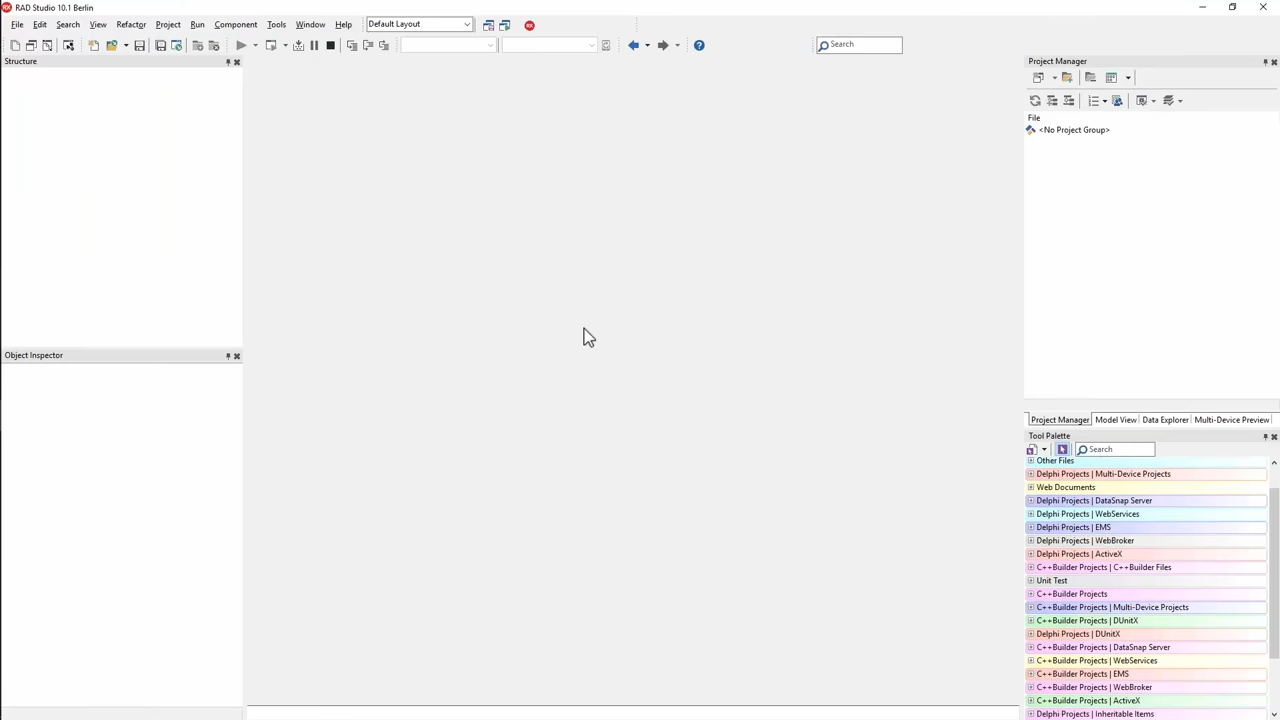 RAD Studio 10.1 Berlin
File Edit Search View Refactor Project Run Component Tools Window Help Default Layout
Search
Structure
Project Manager
File
<No Project Group>
Object Inspector
Project Manager Model View Data Explorer Multi-Device Preview
Tool Palette
Search
Other Files
Delphi Projects | Multi-Device Projects
Web Documents
Delphi Projects | DataSnap Server
Delphi Projects | WebServices
Delphi Projects | EMS
Delphi Projects | WebBroker
Delphi Projects | ActiveX
C++Builder Projects | C++Builder Files
Unit Test
C++Builder Projects
C++Builder Projects | Multi-Device Projects
C++Builder Projects | DUnitX
Delphi Projects | DUnitX
C++Builder Projects | DataSnap Server
C++Builder Projects | WebServices
C++Builder Projects | EMS
C++Builder Projects | WebBroker
C++Builder Projects | ActiveX
Delphi Projects | Inheritable Items